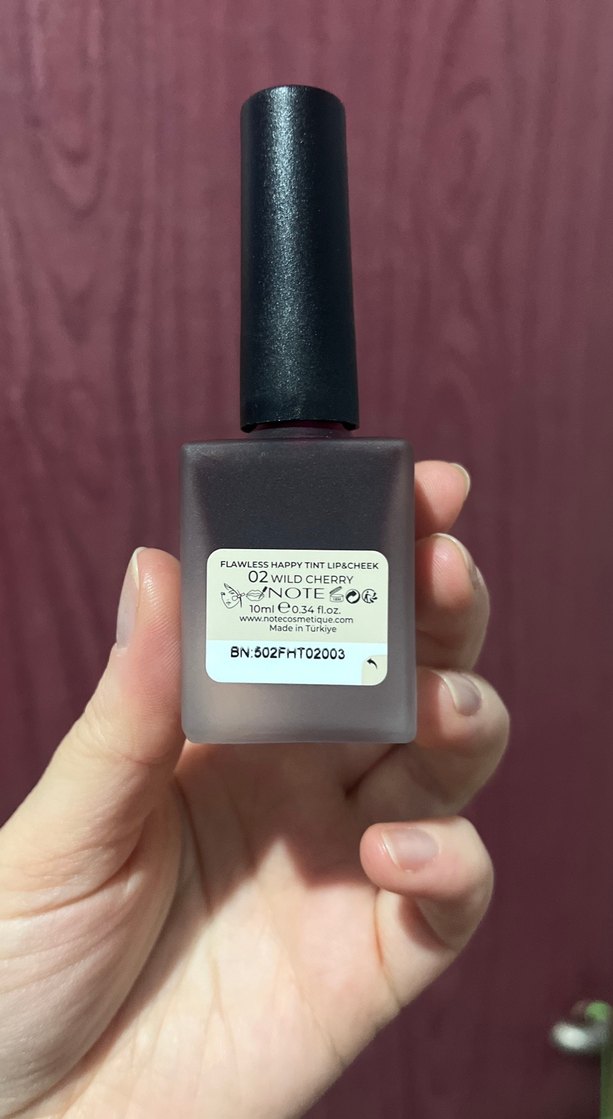 FLAWLESS HAPPY TINT LIP&CHEEK
02 WILD CHERRY
NOTE
10ml ℮ 0.34 fl.oz.
www.notecosmetique.com
Made in Türkiye
BN:502FHT02003